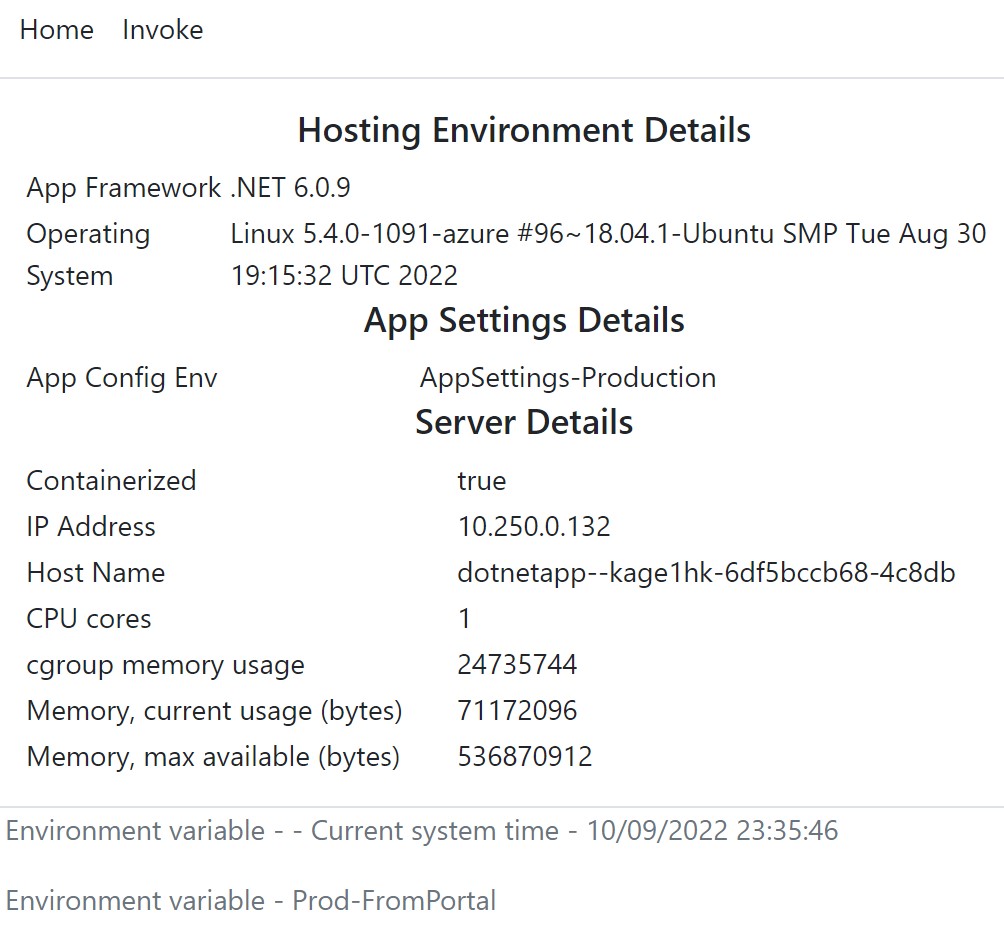 Home Invoke
Hosting Environment Details
App Framework .NET 6.0.9
Operating System Linux 5.4.0-1091-azure #96~18.04.1-Ubuntu SMP Tue Aug 30 19:15:32 UTC 2022
App Settings Details
App Config Env AppSettings-Production
Server Details
Containerized true
IP Address 10.250.0.132
Host Name dotnetapp--kage1hk-6df5bccb68-4c8db
CPU cores 1
cgroup memory usage 24735744
Memory, current usage (bytes) 71172096
Memory, max available (bytes) 536870912
Environment variable - - Current system time - 10/09/2022 23:35:46
Environment variable - Prod-FromPortal